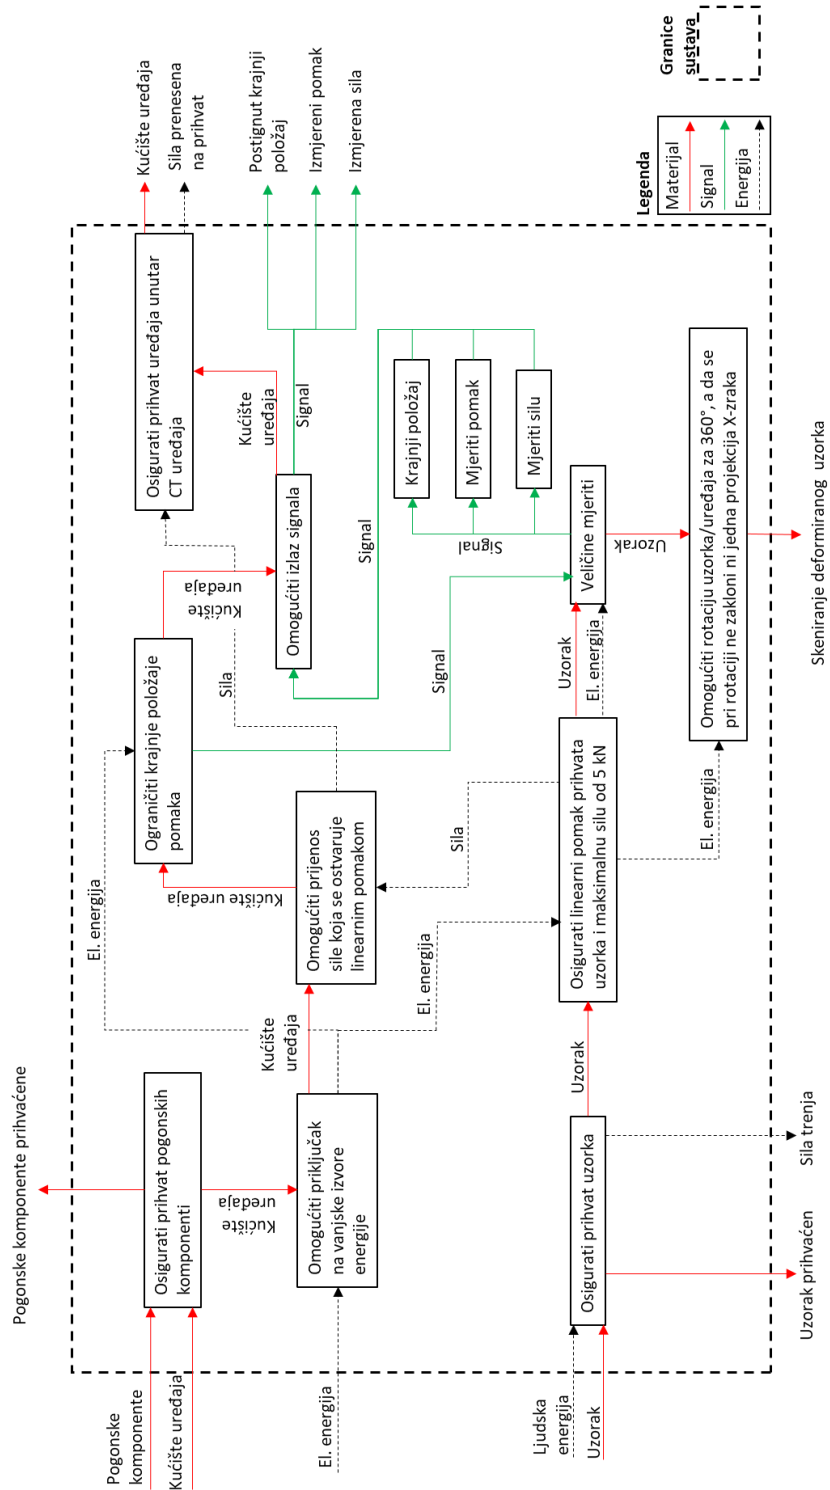 Pogonske komponente prihvaćene
Pogonske
komponente
Kućište uređaja
Osigurati prihvat pogonskih
komponenti
Kućište
uređaja
El. energija
Omogućiti priključak
na vanjske izvore
energije
El. energija
Kućište
uređaja
Omogućiti prijenos
sile koja se ostvaruje
linearnim pomakom
Kućište uređaja
Ograničiti krajnje položaje
pomaka
Kućište
uređaja
Sila
Omogućiti izlaz signala
Kućište
uređaja
Signal
Osigurati prihvat uređaja unutar
CT uređaja
Kućište uređaja
Sila prenesena
na prihvat
Postignut krajnji
položaj
Izmjereni pomak
Izmjerena sila
Signal
Signal
Krajnji položaj
Mjeriti pomak
Mjeriti silu
Signal
El. energija
Sila
Ljudska
energija
Uzorak
Osigurati prihvat uzorka
Uzorak
Osigurati linearni pomak prihvata
uzorka i maksimalnu silu od 5 kN
Uzorak
El. energija
Veličine mjeriti
Uzorak
El. energija
Omogućiti rotaciju uzorka/uređaja za 360°, a da se
pri rotaciji ne zakloni ni jedna projekcija X-zraka
Uzorak prihvaćen
Sila trenja
Skeniranje deformiranog uzorka
Legenda
Materijal
Signal
Energija
Granice
sustava